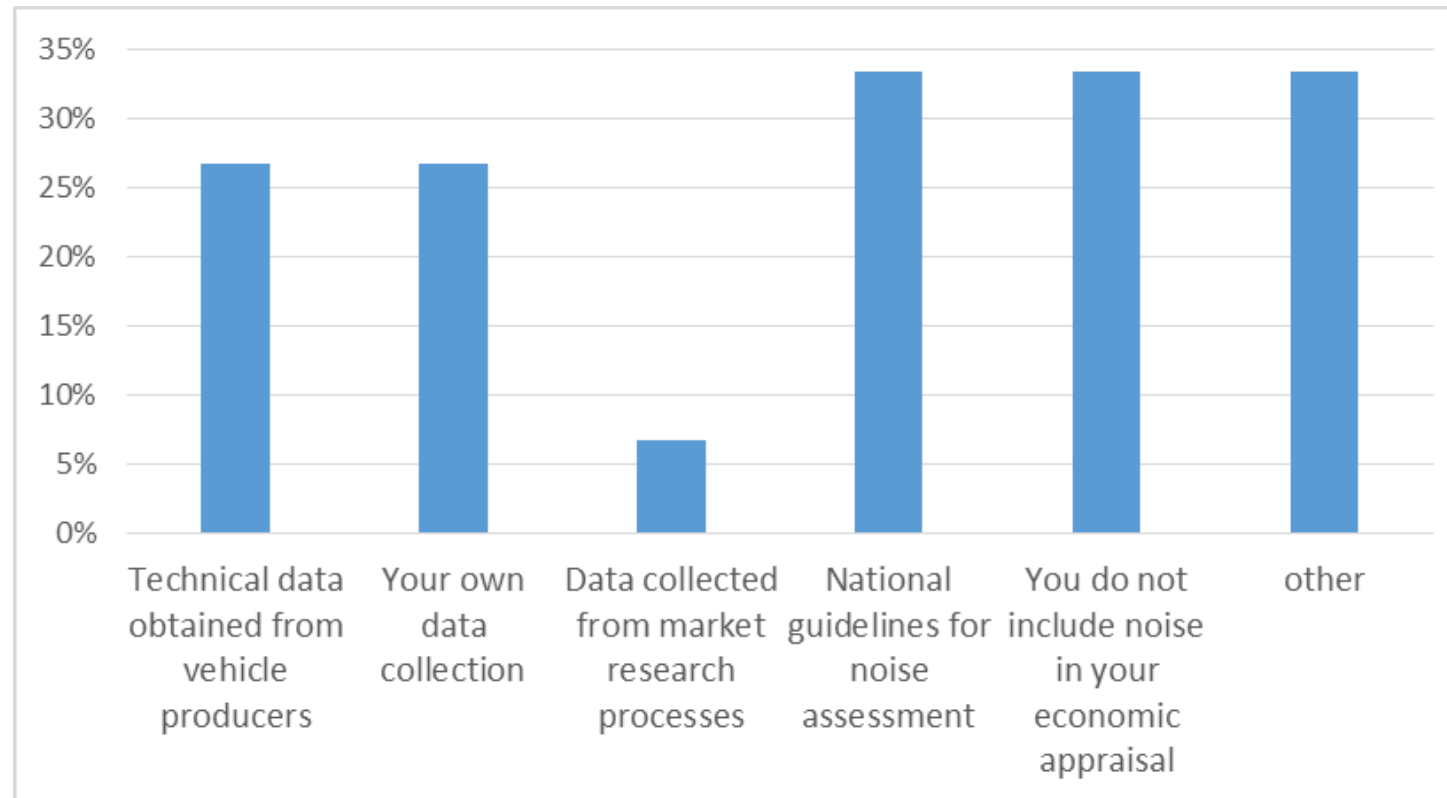 35%
30%
25%
20%
15%
10%
5%
0%
Technical data
obtained from
vehicle
producers
Your own
data
collection
Data collected
from market
research
processes
National
guidelines for
noise
assessment
You do not
include noise
in your
economic
appraisal
other